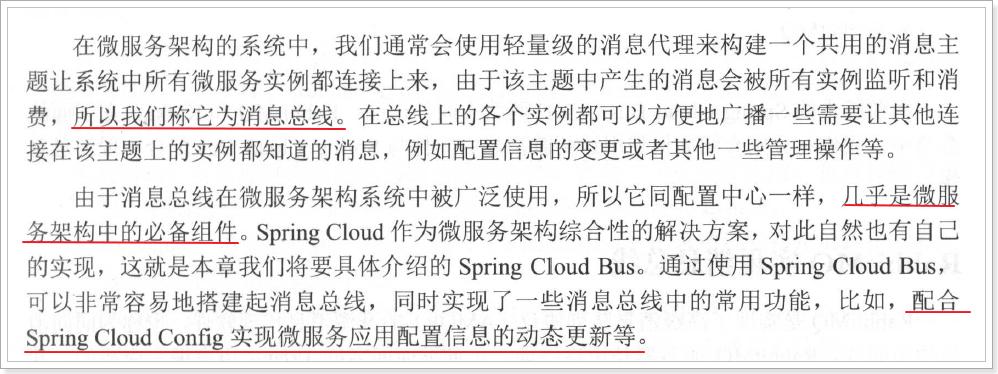 在微服务架构的系统中，我们通常会使用轻量级的消息代理来构建一个共用的消息主
题让系统中所有微服务实例都连接上来，由于该主题中产生的消息会被所有实例监听和消
费，所以我们称它为消息总线。在总线上的各个实例都可以方便地广播一些需要让其他连
接在该主题上的实例都知道的消息，例如配置信息的变更或者其他一些管理操作等。
由于消息总线在微服务架构系统中被广泛使用，所以它同配置中心一样，几乎是微服
务架构中的必备组件。Spring Cloud 作为微服务架构综合性的解决方案，对此自然也有自己
的实现，这就是本章我们将要具体介绍的 Spring Cloud Bus。通过使用 Spring Cloud Bus，
可以非常容易地搭建起消息总线，同时实现了一些消息总线中的常用功能，比如，配合
Spring Cloud Config 实现微服务应用配置信息的动态更新等。